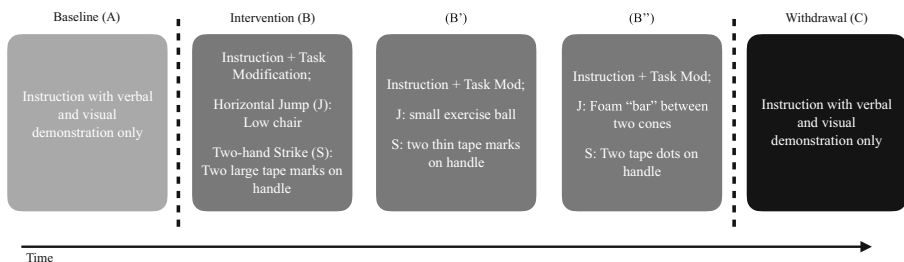 Baseline (A)
Intervention (B)
(B’)
(B’’)
Withdrawal (C)
Instruction with verbal
and visual
demonstration only
Instruction + Task
Modification;
Horizontal Jump (J):
Low chair
Two-hand Strike (S):
Two large tape marks on
handle
Instruction + Task Mod;
J: small exercise ball
S: two thin tape marks
on handle
Instruction + Task Mod;
J: Foam “bar” between
two cones
S: Two tape dots on
handle
Instruction with verbal
and visual
demonstration only
Time